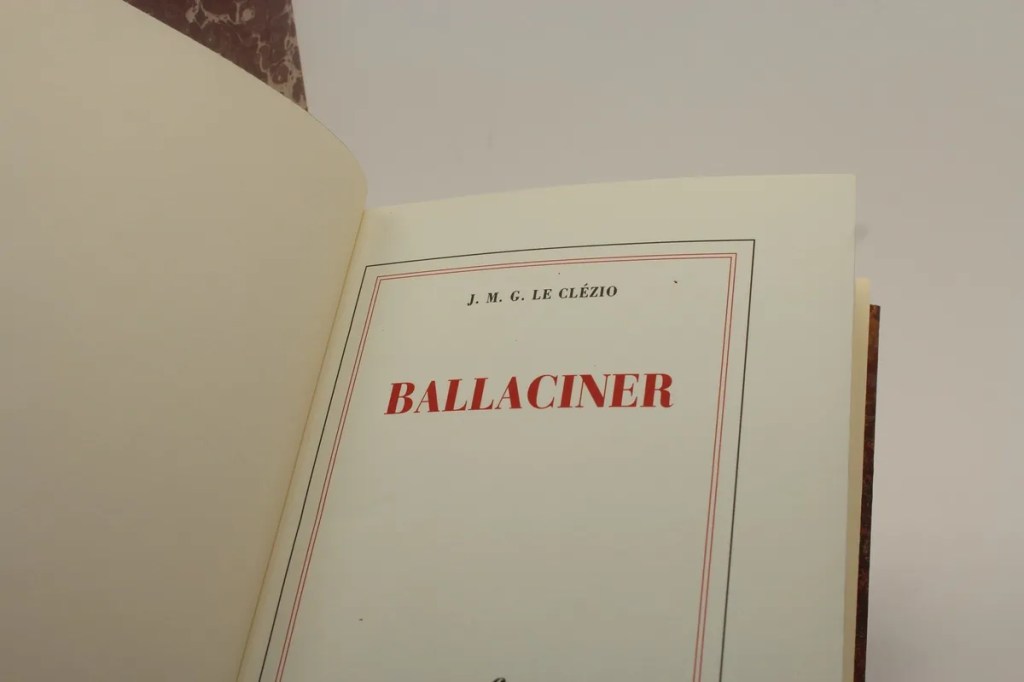 J. M. G. LE CLÉZIO
BALLACINER